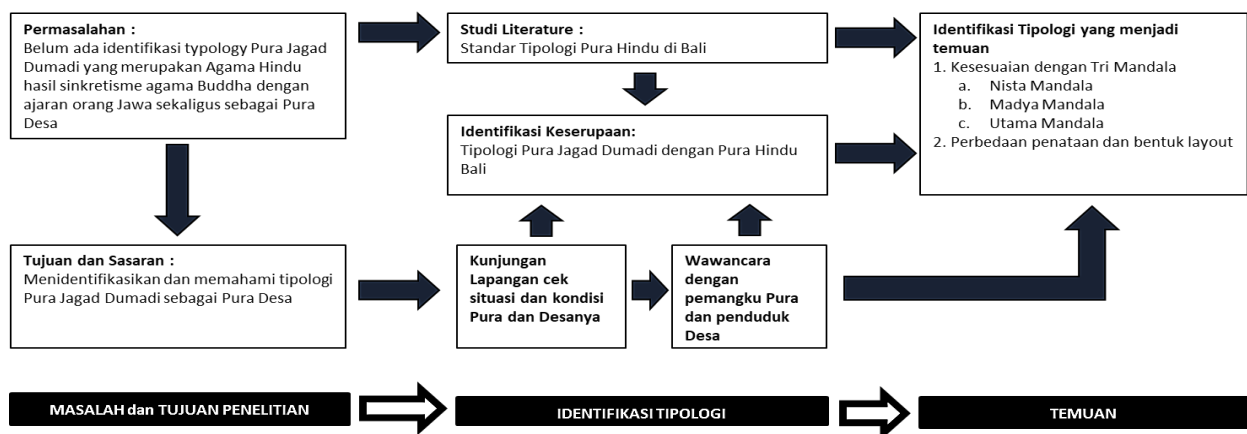 Permasalahan :
Belum ada identifikasi typology Pura Jagad
Dumadi yang merupakan Agama Hindu
hasil sinkretisme agama Buddha dengan
ajaran orang Jawa sekaligus sebagai Pura
Desa
Studi Literature :
Standar Tipologi Pura Hindu di Bali
Identifikasi Tipologi yang menjadi
temuan
1. Kesesuaian dengan Tri Mandala
a. Nista Mandala
b. Madya Mandala
c. Utama Mandala
2. Perbedaan penataan dan bentuk layout
Identifikasi Keserupaan:
Tipologi Pura Jagad Dumadi dengan Pura Hindu
Bali
Tujuan dan Sasaran :
Menidentifikasikan dan memahami tipologi
Pura Jagad Dumadi sebagai Pura Desa
Kunjungan
Lapangan cek
situasi dan kondisi
Pura dan Desanya
Wawancara
dengan
pemangku Pura
dan penduduk
Desa
MASALAH dan TUJUAN PENELITIAN
IDENTIFIKASI TIPOLOGI
TEMUAN